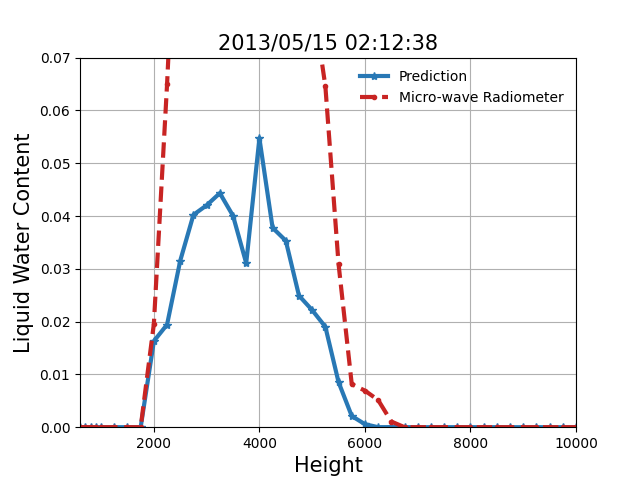 2013/05/15 02:12:38
Prediction
Micro-wave Radiometer
Liquid Water Content
0.07
0.06
0.05
0.04
0.03
0.02
0.01
0.00
2000 4000 6000 8000 10000
Height